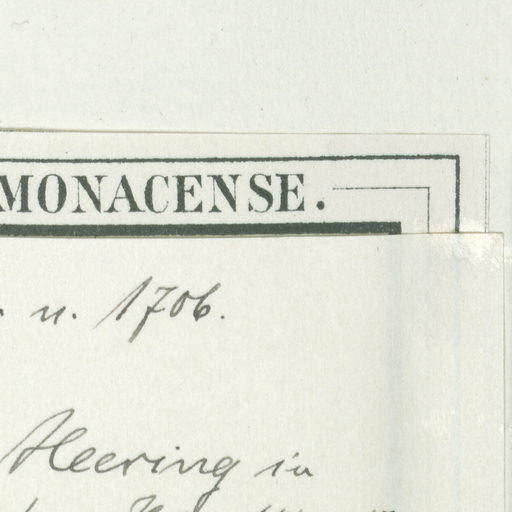 MONACENSE.
. n. 1706.
Heering in